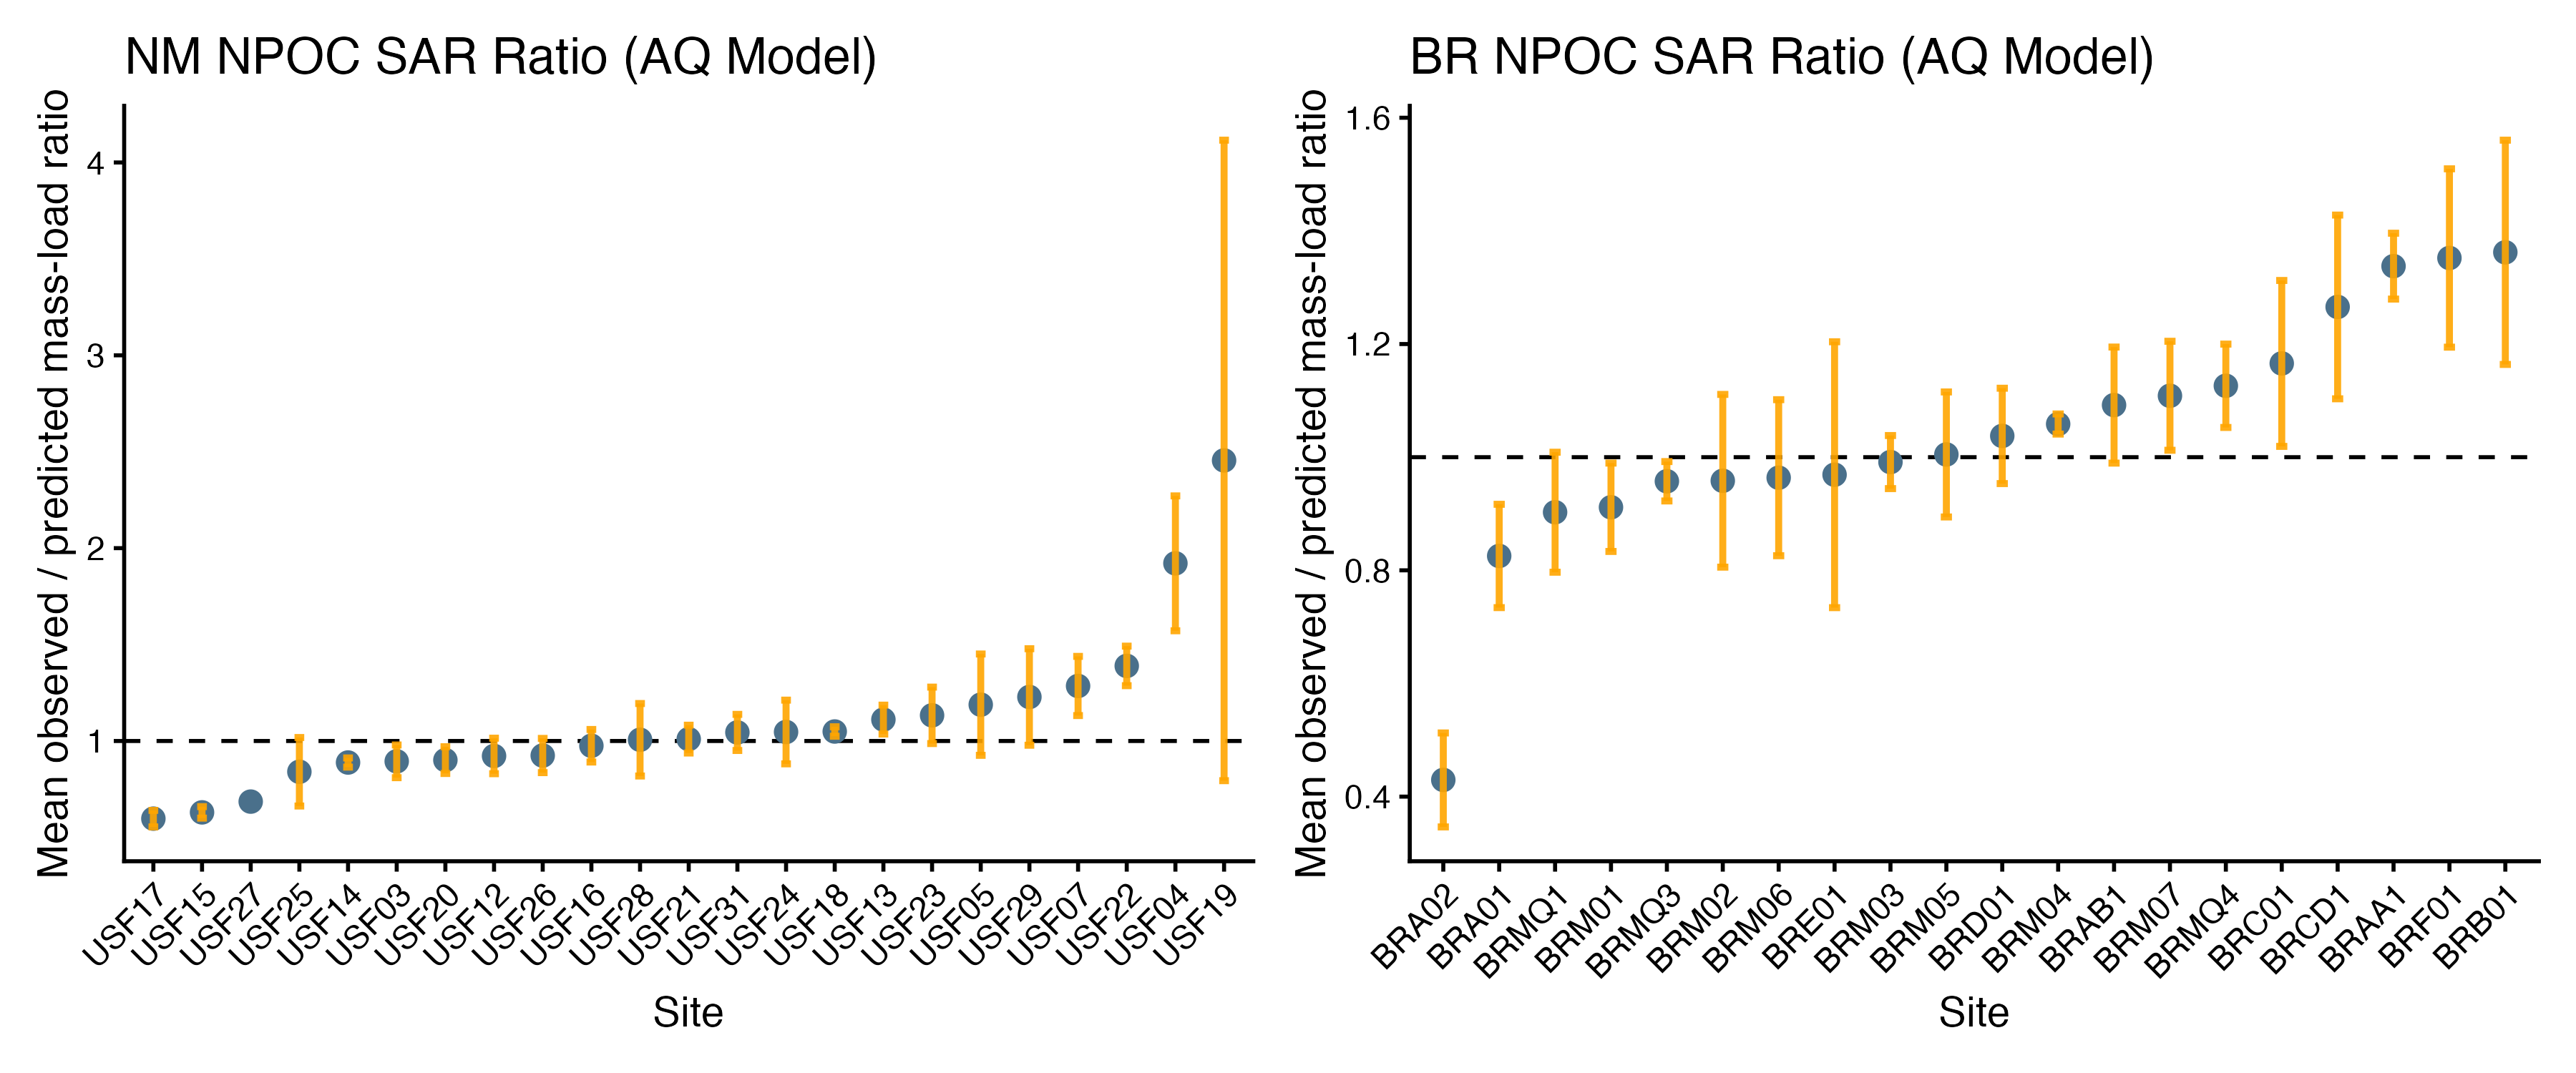 NM NPOC SAR Ratio (AQ Model)
Mean observed / predicted mass-load ratio
4
3
2
1
USF17
USF15
USF27
USF25
USF14
USF03
USF20
USF12
USF26
USF16
USF28
USF21
USF31
USF24
USF18
USF13
USF23
USF05
USF29
USF07
USF22
USF04
USF19
Site
BR NPOC SAR Ratio (AQ Model)
Mean observed / predicted mass-load ratio
1.6
1.2
0.8
0.4
BRA02
BRA01
BRMQ1
BRM01
BRMQ3
BRM02
BRM06
BRE01
BRM03
BRM05
BRD01
BRM04
BRAB1
BRM07
BRMQ4
BRC01
BRCD1
BRAA1
BRF01
BRB01
Site